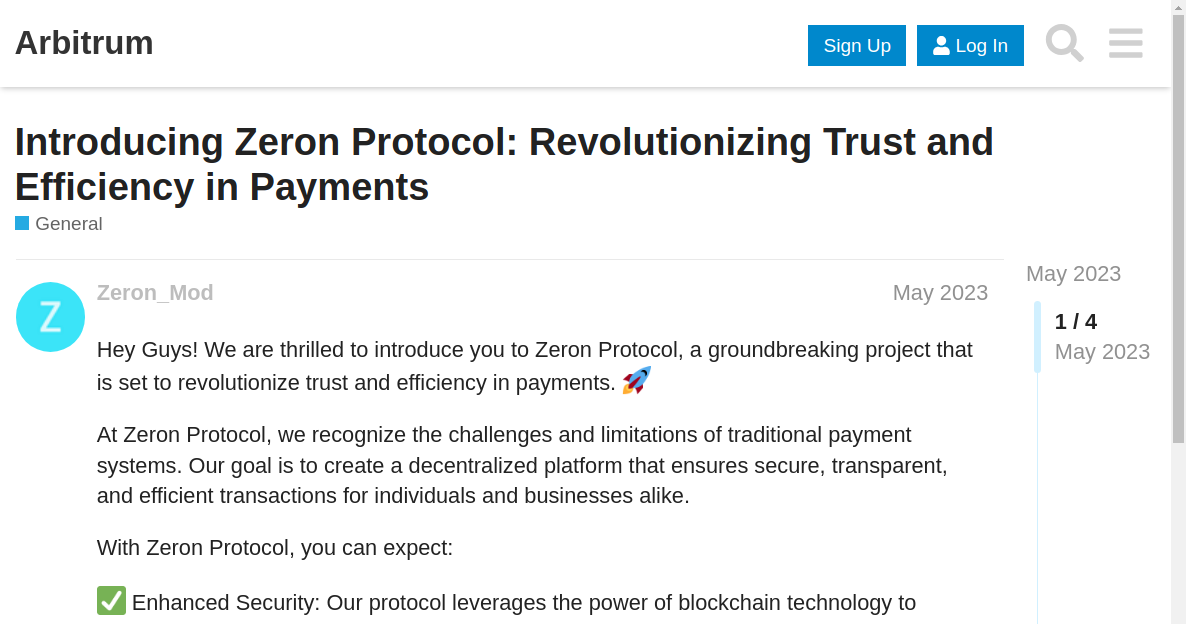 Arbitrum
Sign Up
Log In
Introducing Zeron Protocol: Revolutionizing Trust and
Efficiency in Payments
General
Z
Zeron_Mod
May 2023
Hey Guys! We are thrilled to introduce you to Zeron Protocol, a groundbreaking project that
is set to revolutionize trust and efficiency in payments.
At Zeron Protocol, we recognize the challenges and limitations of traditional payment
systems. Our goal is to create a decentralized platform that ensures secure, transparent,
and efficient transactions for individuals and businesses alike.
With Zeron Protocol, you can expect:
Enhanced Security: Our protocol leverages the power of blockchain technology to
May 2023
1 / 4
May 2023